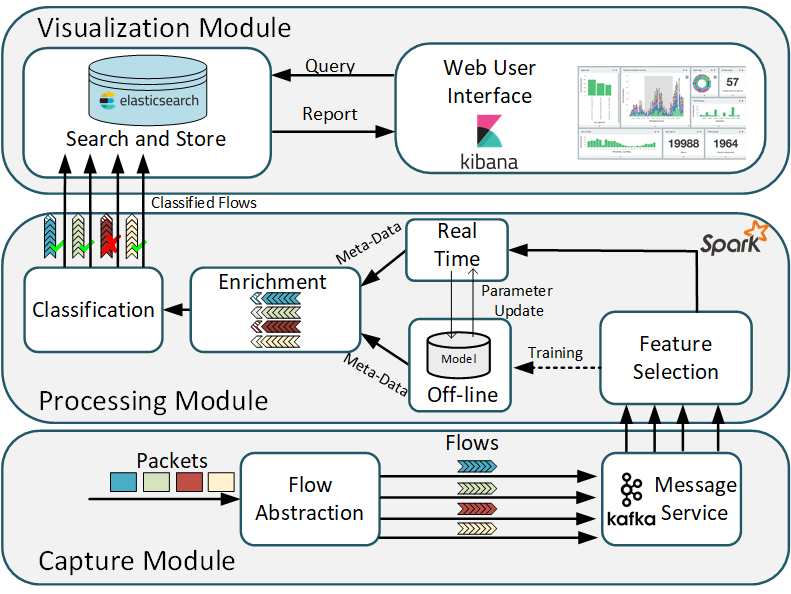 Visualization Module
elasticsearch
Search and Store
Query
Report
Web User
Interface
kibana
57
19988
1964
Classified Flows
Spark
Classification
Enrichment
Meta-Data
Meta-Data
Real
Time
Parameter
Update
Model
Off-line
Training
Feature
Selection
Processing Module
Packets
Flow
Abstraction
Flows
kafka
Message
Service
Capture Module